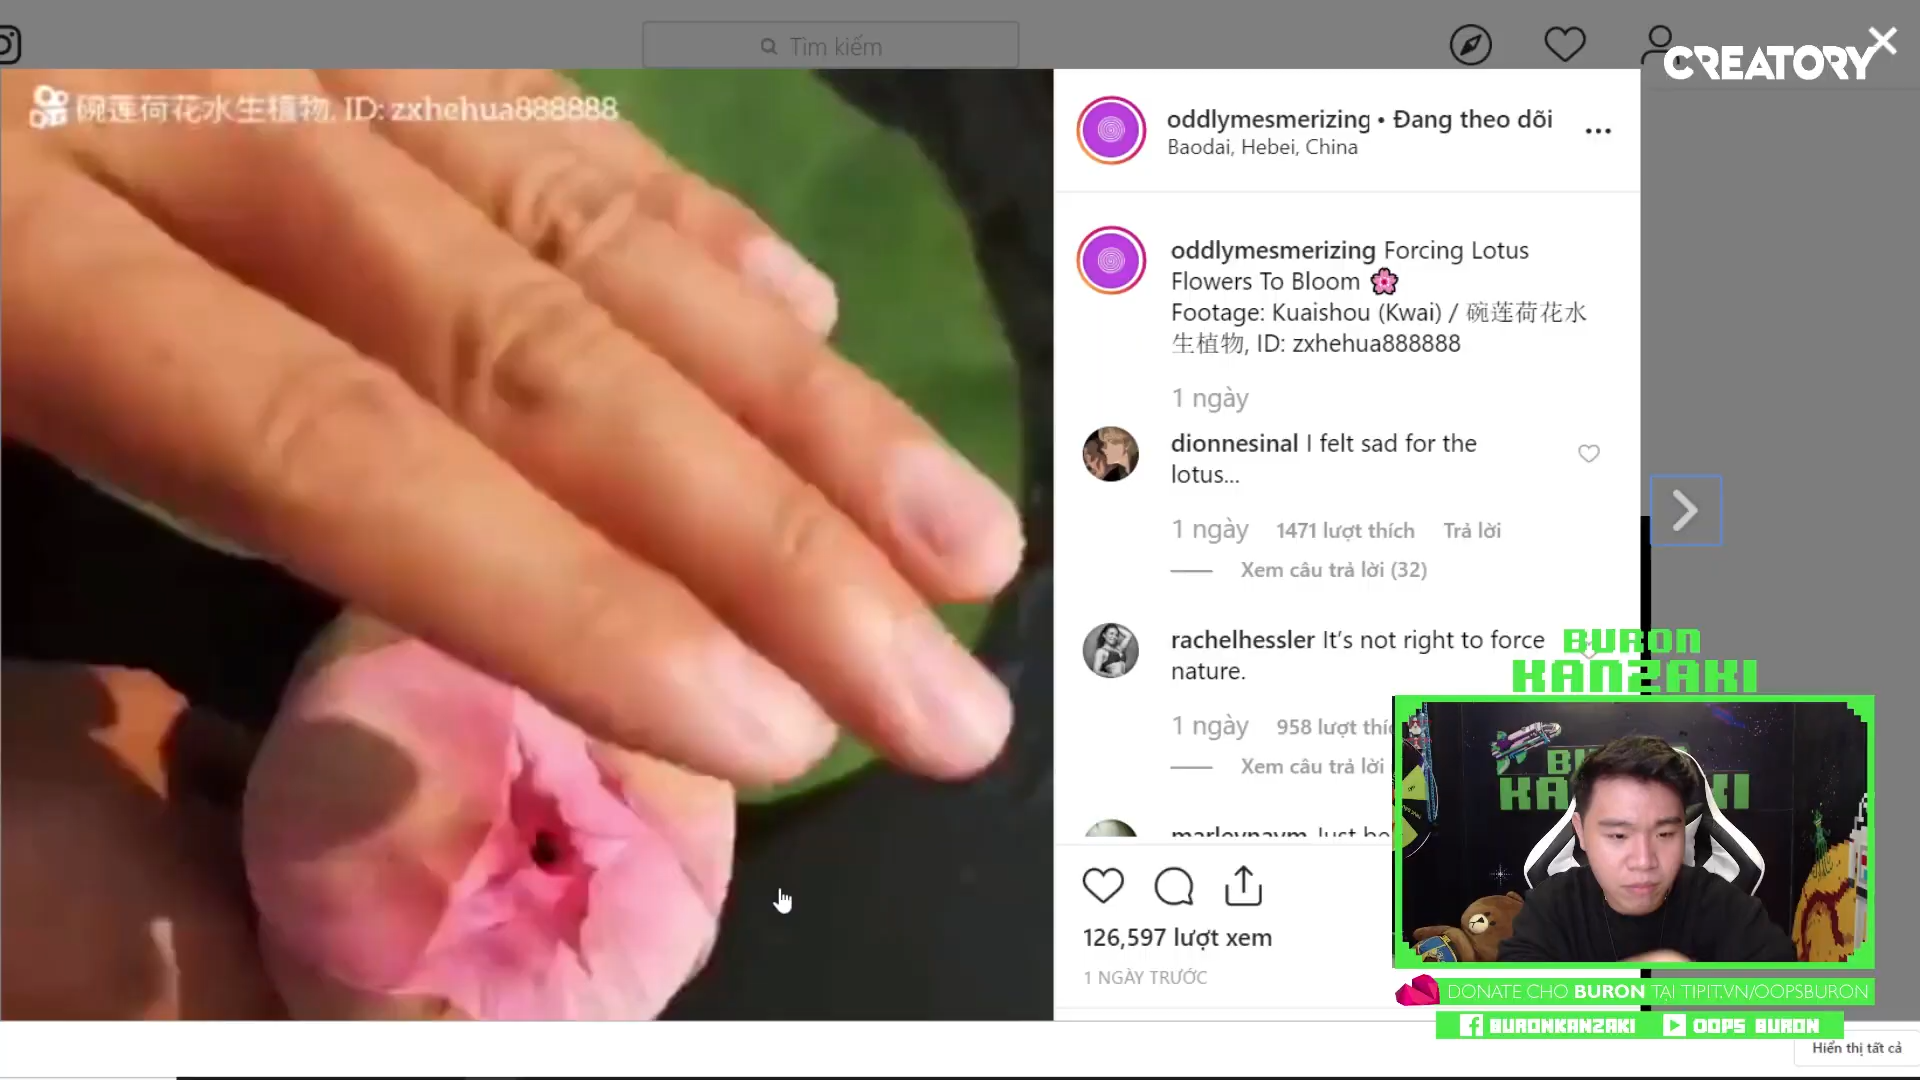 Tìm kiếm
CREATORY
碗莲荷花水生植物, ID: zxhehua888888
oddlymesmerizing • Đang theo dõi
Baodai, Hebei, China
oddlymesmerizing Forcing Lotus
Flowers To Bloom 🌸
Footage: Kuaishou (Kwai) / 碗莲荷花水
生植物, ID: zxhehua888888
1 ngày
dionnesinal I felt sad for the
lotus...
1 ngày 1471 lượt thích Trả lời
Xem câu trả lời (32)
rachelhessler It’s not right to force
nature.
1 ngày 958 lượt thíc
Xem câu trả lời
126,597 lượt xem
1 NGÀY TRƯỚC
BURON
KANZAKI
DONATE CHO BURON TẠI TIPIT.VN/OOPSBURON
BURONKANZAKI OOPS BURON
Hiển thị tất cả